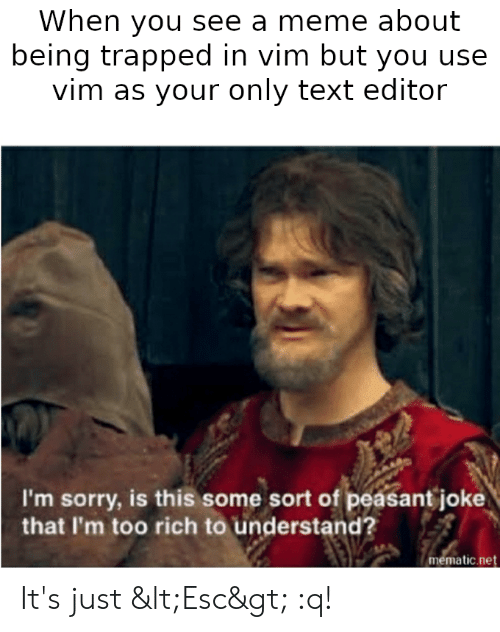 When you see a meme about
being trapped in vim but you use
vim as your only text editor
I'm sorry, is this some sort of peasant joke
that I'm too rich to understand?
mematic.net
It's just &lt;Esc&gt; :q!